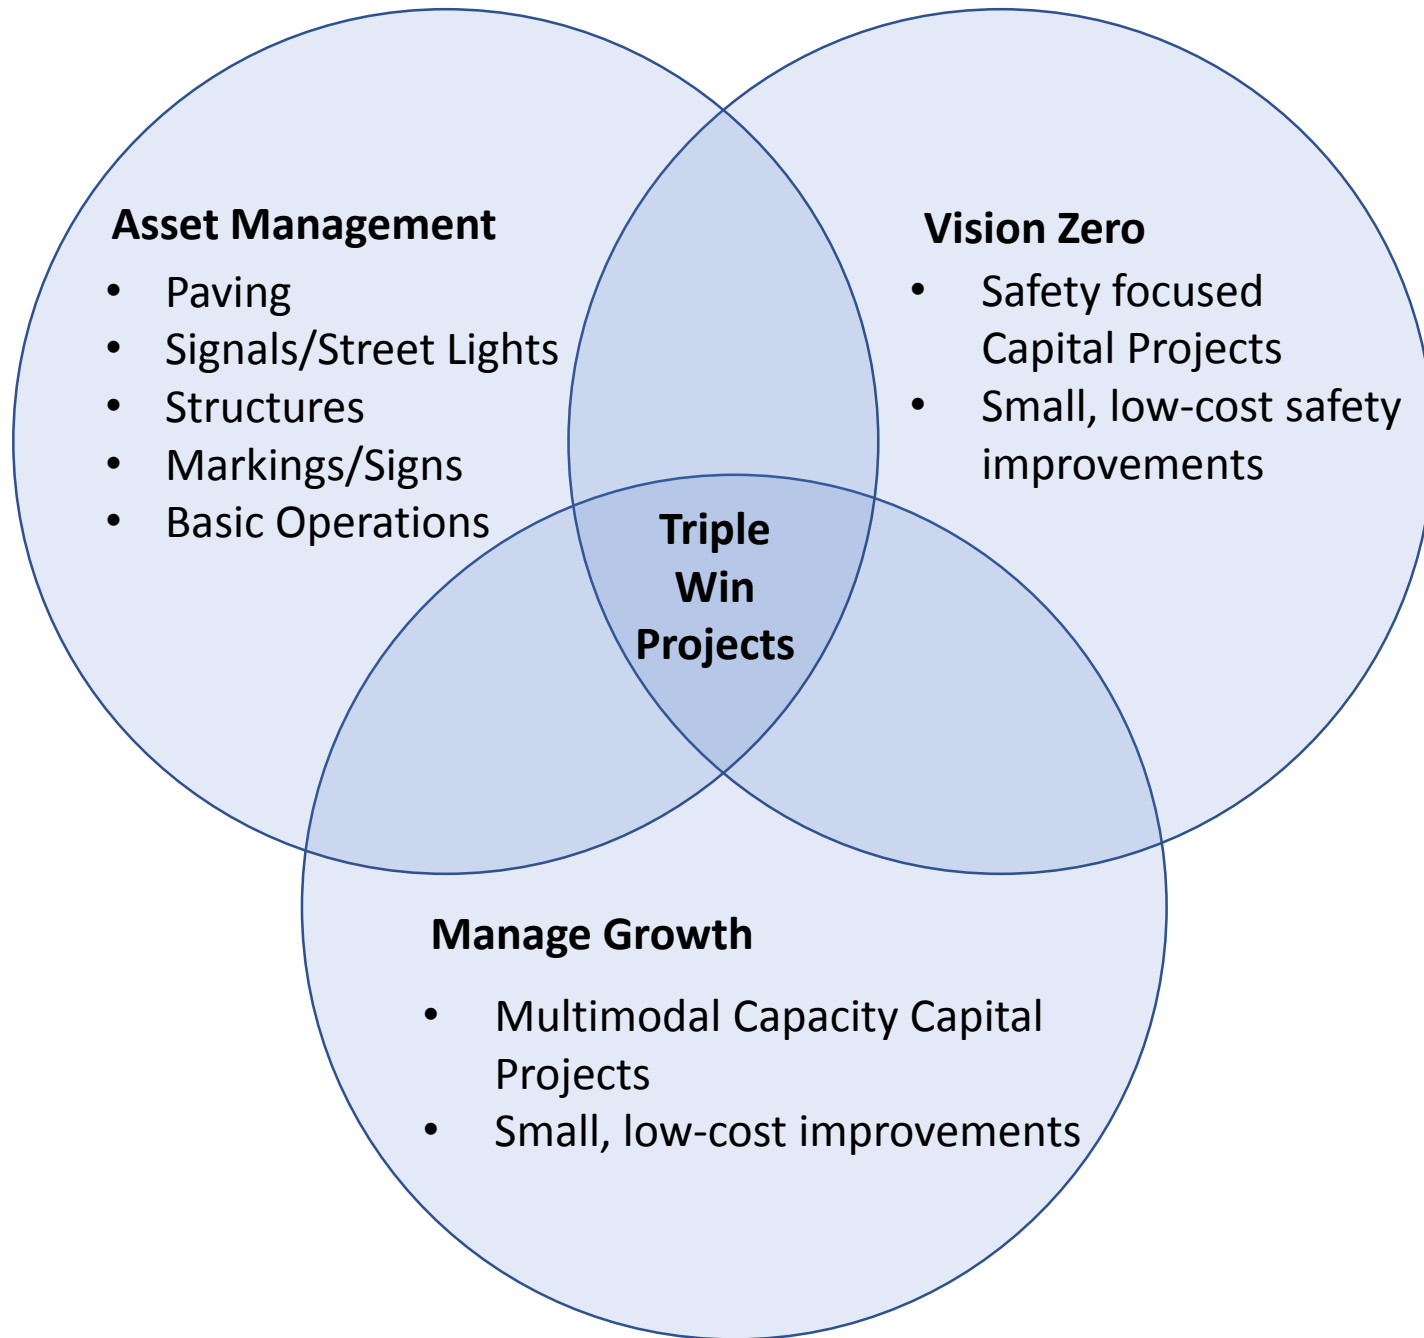 Asset Management
• Paving
• Signals/Street Lights
• Structures
• Markings/Signs
• Basic Operations
Vision Zero
• Safety focused
Capital Projects
• Small, low-cost safety
improvements
Triple
Win
Projects
Manage Growth
• Multimodal Capacity Capital
Projects
• Small, low-cost improvements